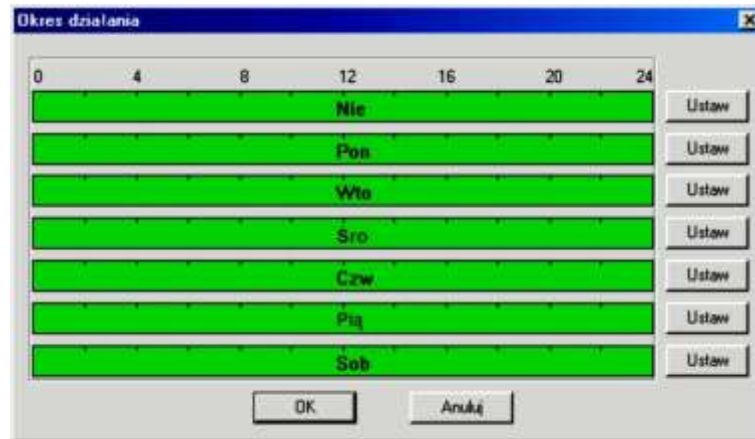 Okres działania
0 4 8 12 16 20 24
Nie Ustaw
Pon Ustaw
Wto Ustaw
Sro Ustaw
Czw Ustaw
Pią Ustaw
Sob Ustaw
OK Anuluj